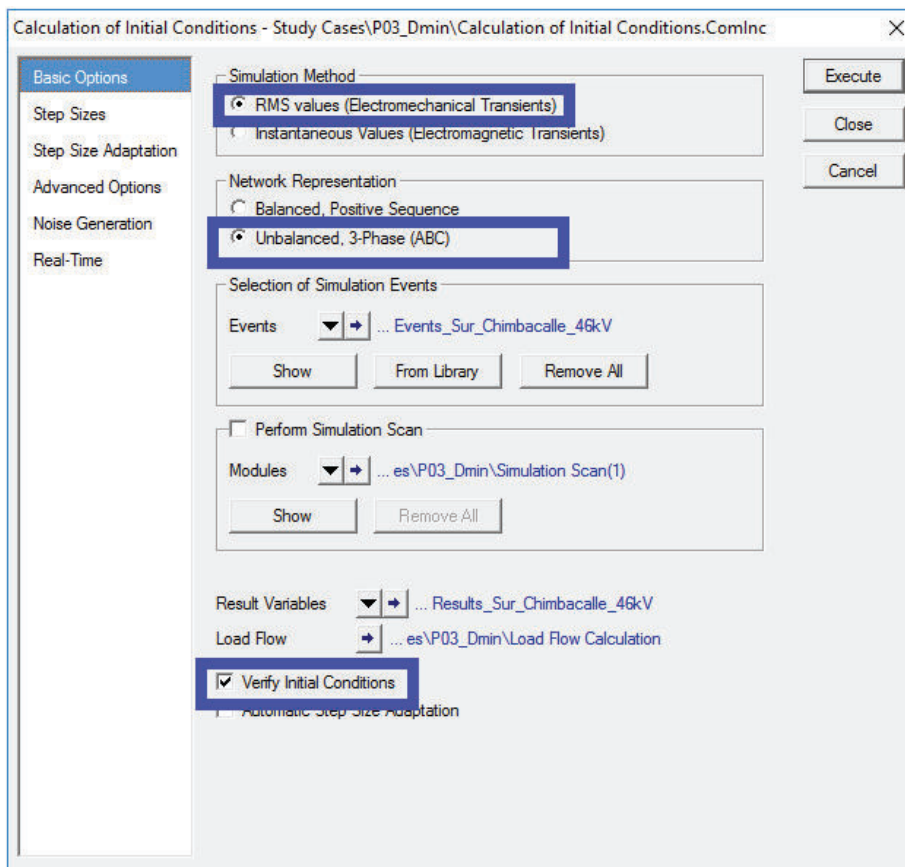 Calculation of Initial Conditions - Study Cases\P03_Dmin\Calculation of Initial Conditions.ComInc
Basic Options
Step Sizes
Step Size Adaptation
Advanced Options
Noise Generation
Real-Time
Simulation Method
RMS values (Electromechanical Transients)
Instantaneous Values (Electromagnetic Transients)
Network Representation
Balanced, Positive Sequence
Unbalanced, 3-Phase (ABC)
Selection of Simulation Events
Events ... Events_Sur_Chimbacalle_46kV
Show From Library Remove All
Perform Simulation Scan
Modules ... es\P03_Dmin\Simulation Scan(1)
Show Remove All
Result Variables ... Results_Sur_Chimbacalle_46kV
Load Flow ... es\P03_Dmin\Load Flow Calculation
Verify Initial Conditions
Automatic Step Size Adaptation
Execute
Close
Cancel